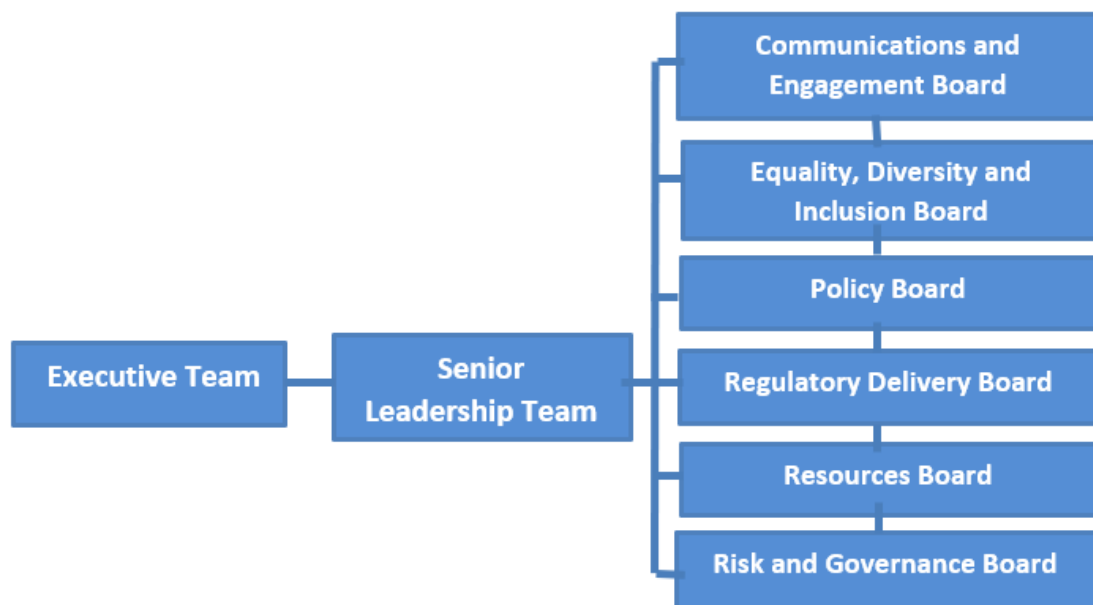 Communications and
Engagement Board
Equality, Diversity and
Inclusion Board
Policy Board
Executive Team
Senior
Leadership Team
Regulatory Delivery Board
Resources Board
Risk and Governance Board